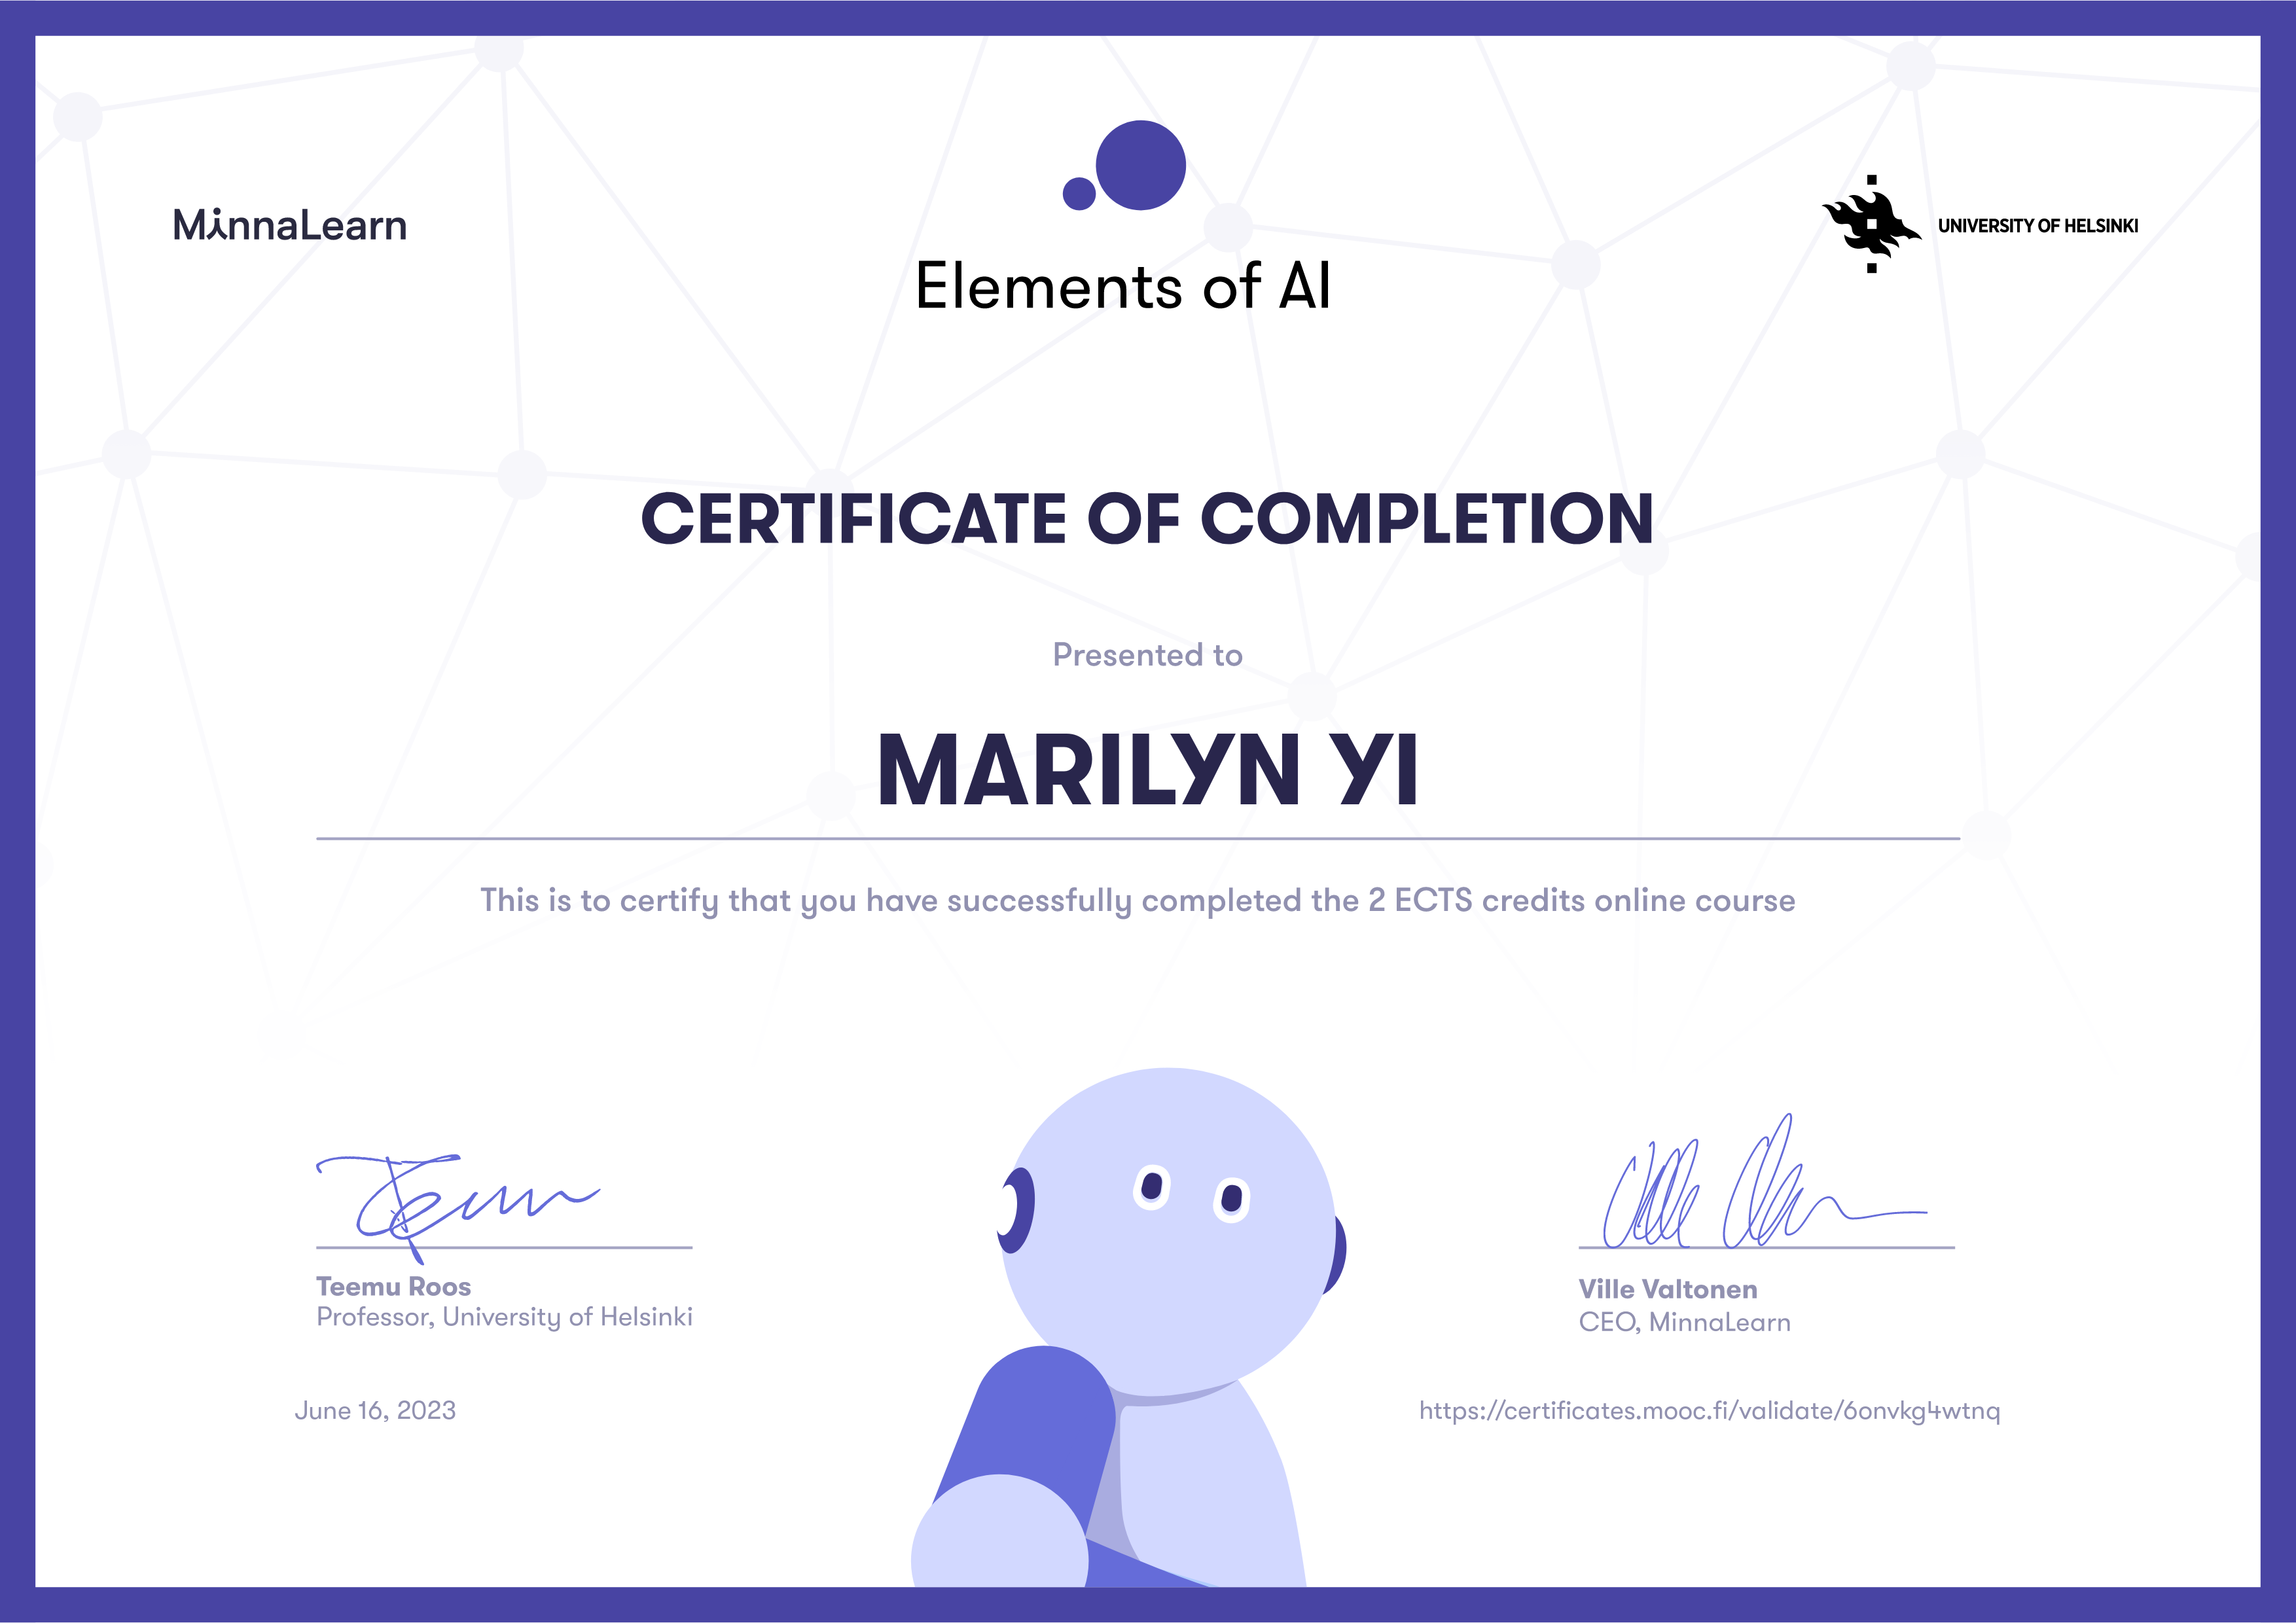 MinnaLearn
Elements of AI
UNIVERSITY OF HELSINKI
CERTIFICATE OF COMPLETION
Presented to
MARILYN YI
This is to certify that you have successfully completed the 2 ECTS credits online course
Teemu Roos
Professor, University of Helsinki
Ville Valtonen
CEO, MinnaLearn
June 16, 2023
https://certificates.mooc.fi/validate/6onvkg4wtnq